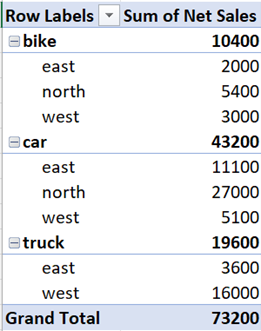 Row Labels Sum of Net Sales
bike 10400
east 2000
north 5400
west 3000
car 43200
east 11100
north 27000
west 5100
truck 19600
east 3600
west 16000
Grand Total 73200